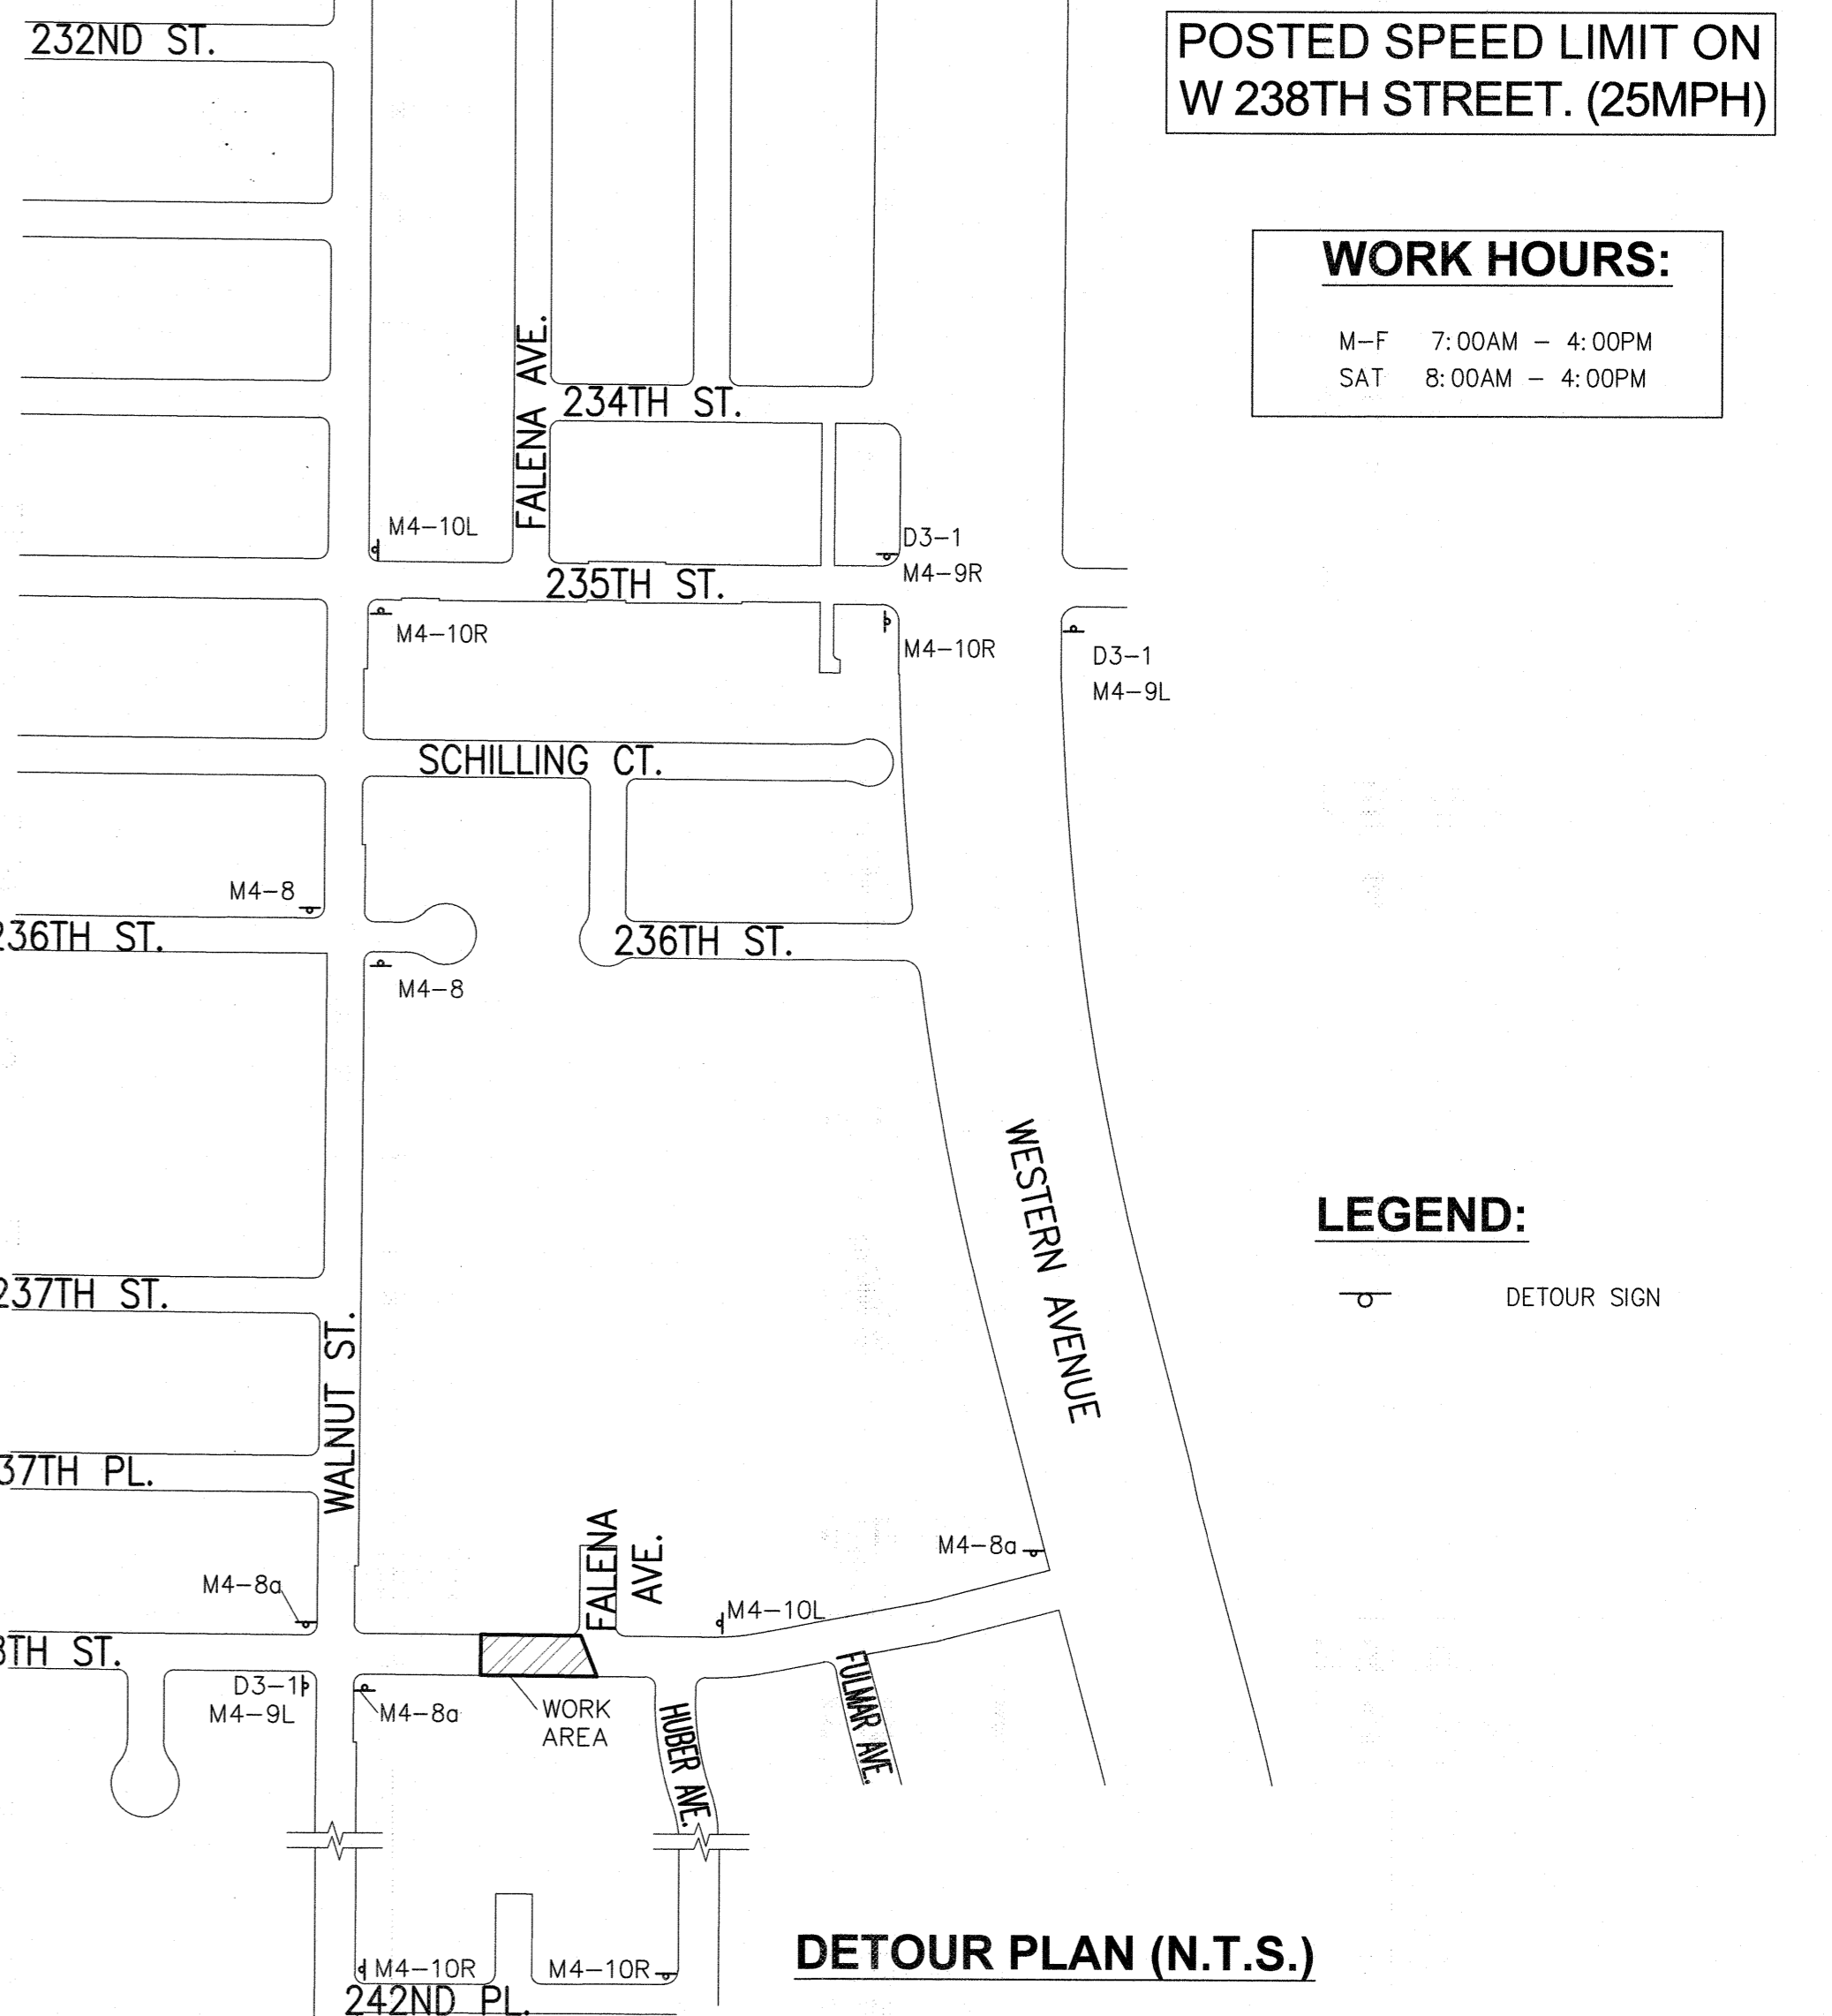 232ND ST.
POSTED SPEED LIMIT ON
W 238TH STREET. (25MPH)
WORK HOURS:
M-F 7:00AM - 4:00PM
SAT 8:00AM - 4:00PM
FALENA AVE.
234TH ST.
M4-10L
D3-1
M4-9R
235TH ST.
M4-10R
M4-10R
D3-1
M4-9L
SCHILLING CT.
M4-8
236TH ST.
236TH ST.
M4-8
WESTERN AVENUE
LEGEND:
DETOUR SIGN
237TH ST.
WALNUT ST.
37TH PL.
FALENA
AVE.
M4-8a
M4-8a
M4-10L
8TH ST.
D3-1
M4-9L
M4-8a
WORK
AREA
HUBER AVE.
FULMAR AVE.
M4-10R
M4-10R
242ND PL.
DETOUR PLAN (N.T.S.)